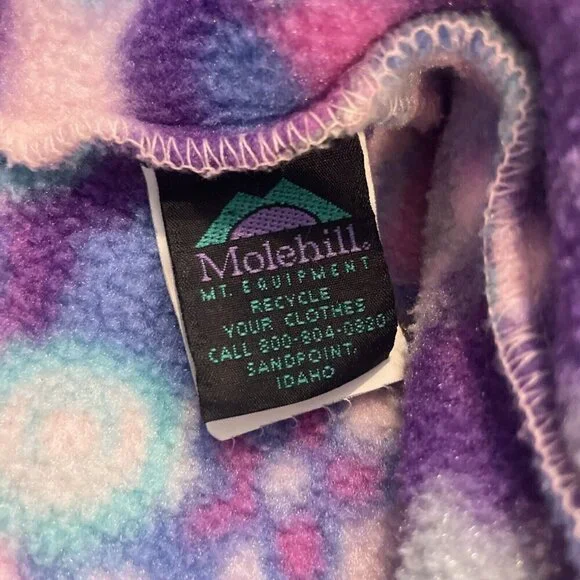 Molehill®
MT. EQUIPMENT
RECYCLE
YOUR CLOTHES
CALL 800-804-0820
SANDPOINT,
IDAHO